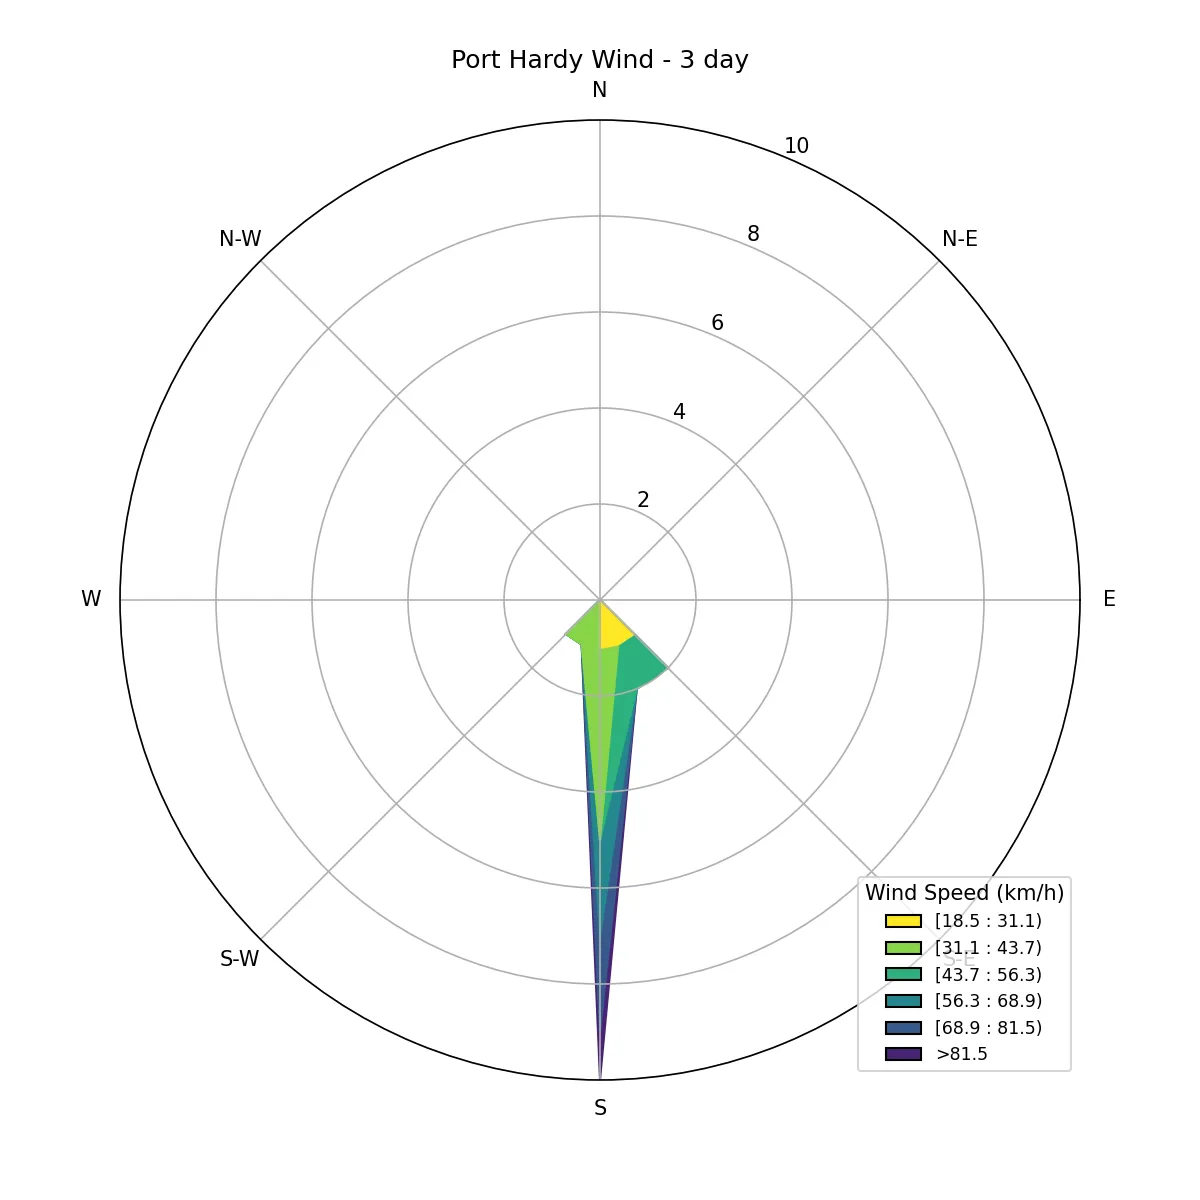 Port Hardy Wind - 3 day
N
10
N-W
8
N-E
6
4
2
W
E
Wind Speed (km/h)
[18.5 : 31.1)
[31.1 : 43.7)
S-W
S-E
[43.7 : 56.3)
[56.3 : 68.9)
[68.9 : 81.5)
>81.5
S